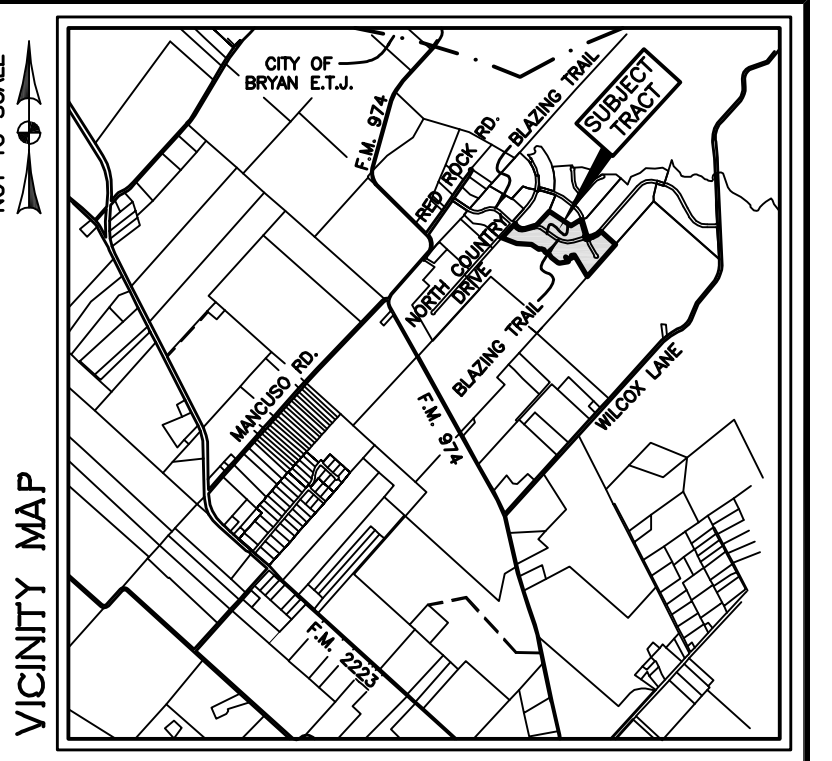 NOT TO SCALE
VICINITY MAP
CITY OF
BRYAN E.T.J.
F.M. 974
RED ROCK RD.
BLAZING TRAIL
SUBJECT
TRACT
NORTH COUNTRY
DRIVE
BLAZING TRAIL
MANCUSO RD.
F.M. 974
WILCOX LANE
F.M. 2223